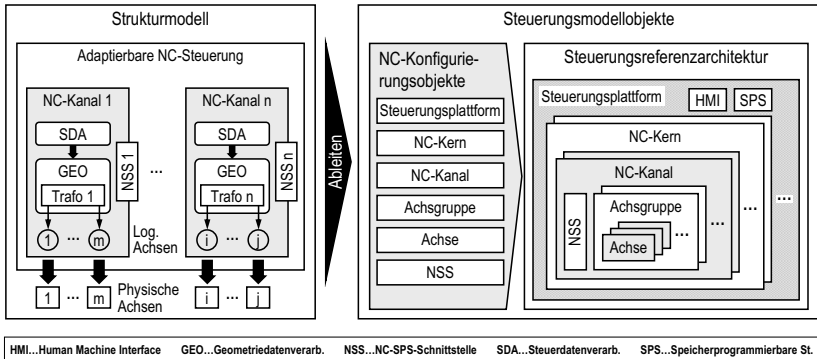 Strukturmodell
Adaptierbare NC-Steuerung
NC-Kanal 1
SDA
GEO
Trafo 1
NSS 1
1 ... m
...
NC-Kanal n
SDA
GEO
Trafo n
NSS n
i ... j
Log.
Achsen
1 ... m
Physische
Achsen
i ... j
Ableiten
Steuerungsmodellobjekte
NC-Konfigurie-
rungsobjekte
Steuerungsplattform
NC-Kern
NC-Kanal
Achsgruppe
Achse
NSS
Steuerungsreferenzarchitektur
Steuerungsplattform
HMI
SPS
NC-Kern
NC-Kanal
NSS
Achsgruppe
Achse
...
...
...
...
HMI...Human Machine Interface GEO...Geometriedatenverarb. NSS...NC-SPS-Schnittstelle SDA...Steuerdatenverarb. SPS...Speicherprogrammierbare St.